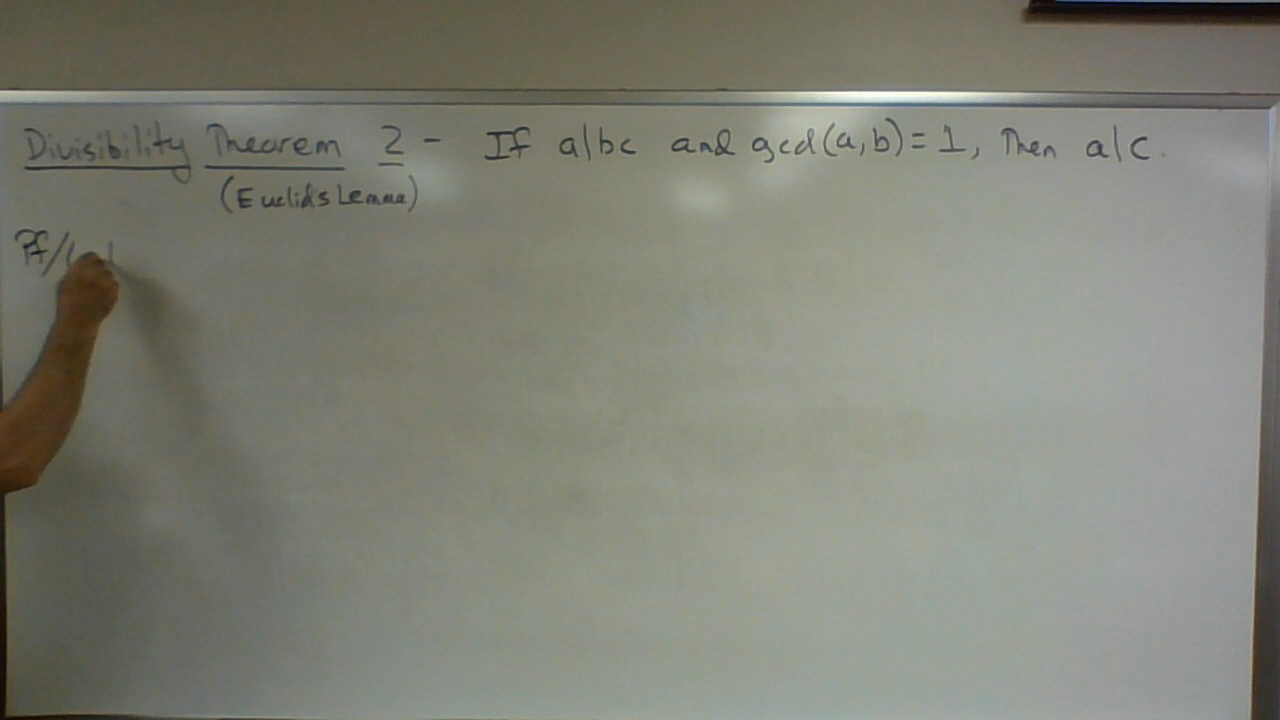 Divisibility Theorem 2 - If a|bc and gcd(a,b)=1, Then a|c.
(Euclids Lemma)
Pf/